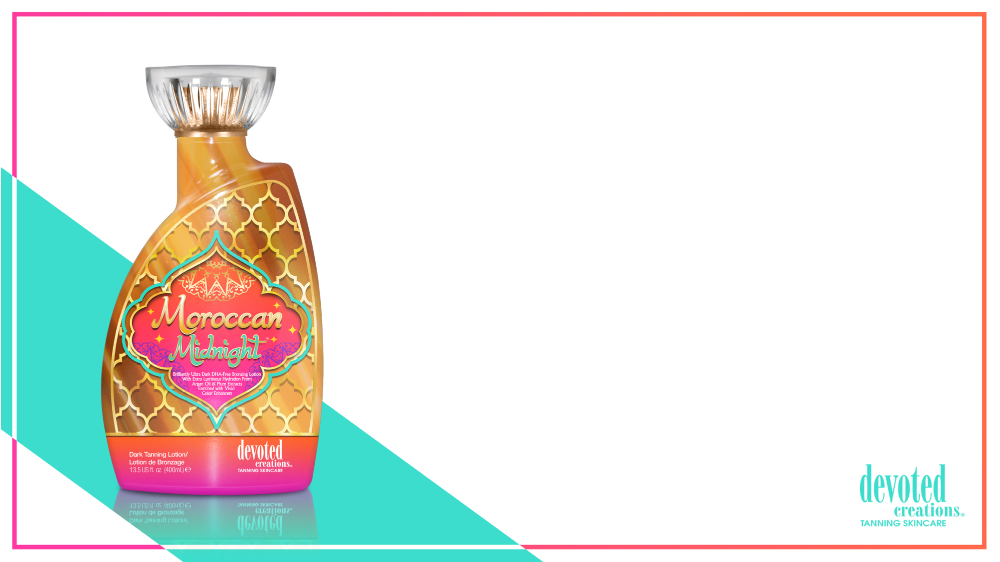 Moroccan
Midnight™
Brilliantly Ultra Dark DHA-Free Bronzing Lotion
With Extra Luminous Hydration From
Argan Oil & Plum Extracts
Enriched with Vivid
Color Enhancers
Dark Tanning Lotion/
Lotion de Bronzage
13.5 US fl. oz. (400mL) ℮
devoted
creations®
TANNING SKINCARE
devoted
creations®
TANNING SKINCARE